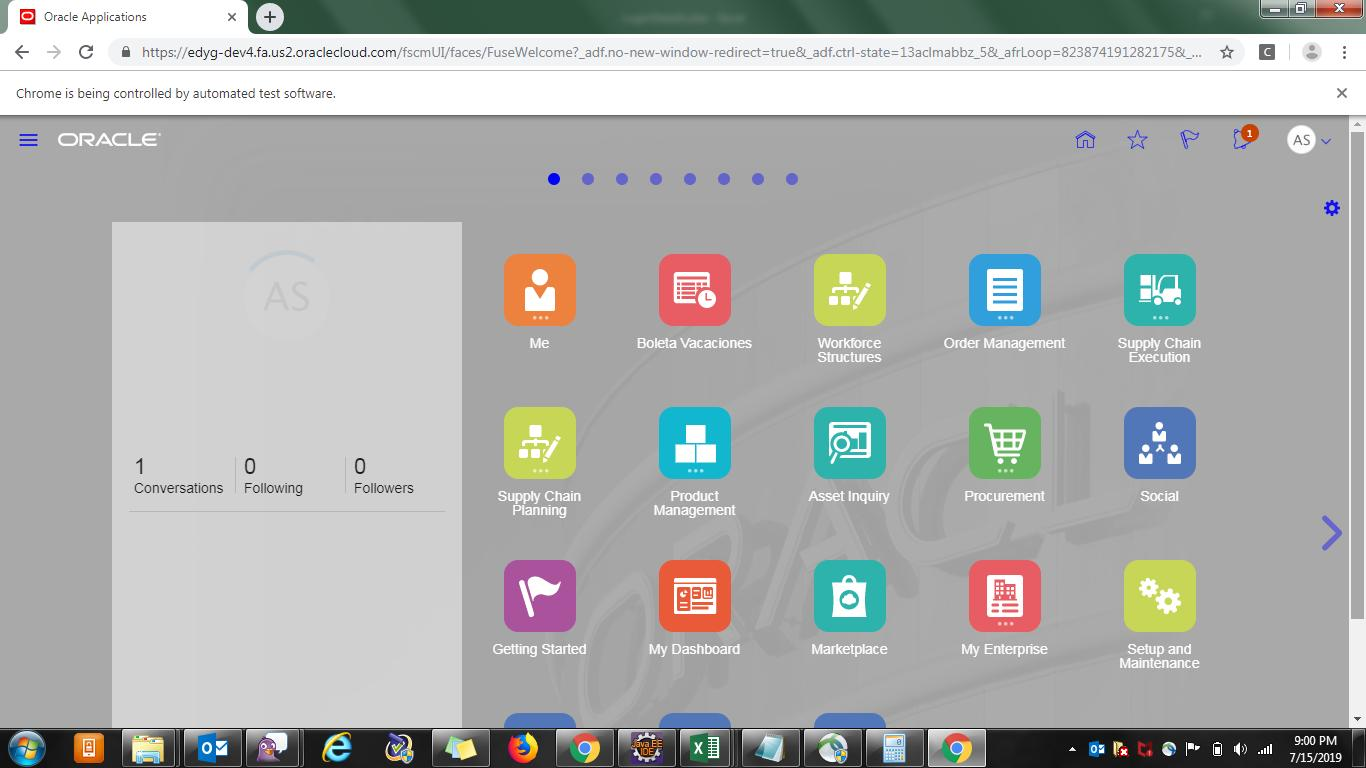 Oracle Applications
https://edyg-dev4.fa.us2.oraclecloud.com/fscmUI/faces/FuseWelcome?_adf.no-new-window-redirect=true&_adf.ctrl-state=13aclmabbz_5&_afrLoop=823874191282175&_...
C
Chrome is being controlled by automated test software.
ORACLE
1
AS
AS
1
Conversations
0
Following
0
Followers
Me
Boleta Vacaciones
Workforce
Structures
Order Management
Supply Chain
Execution
Supply Chain
Planning
Product
Management
Asset Inquiry
Procurement
Social
Getting Started
My Dashboard
Marketplace
My Enterprise
Setup and
Maintenance
ORACL
Java EE
IDE
9:00 PM
7/15/2019